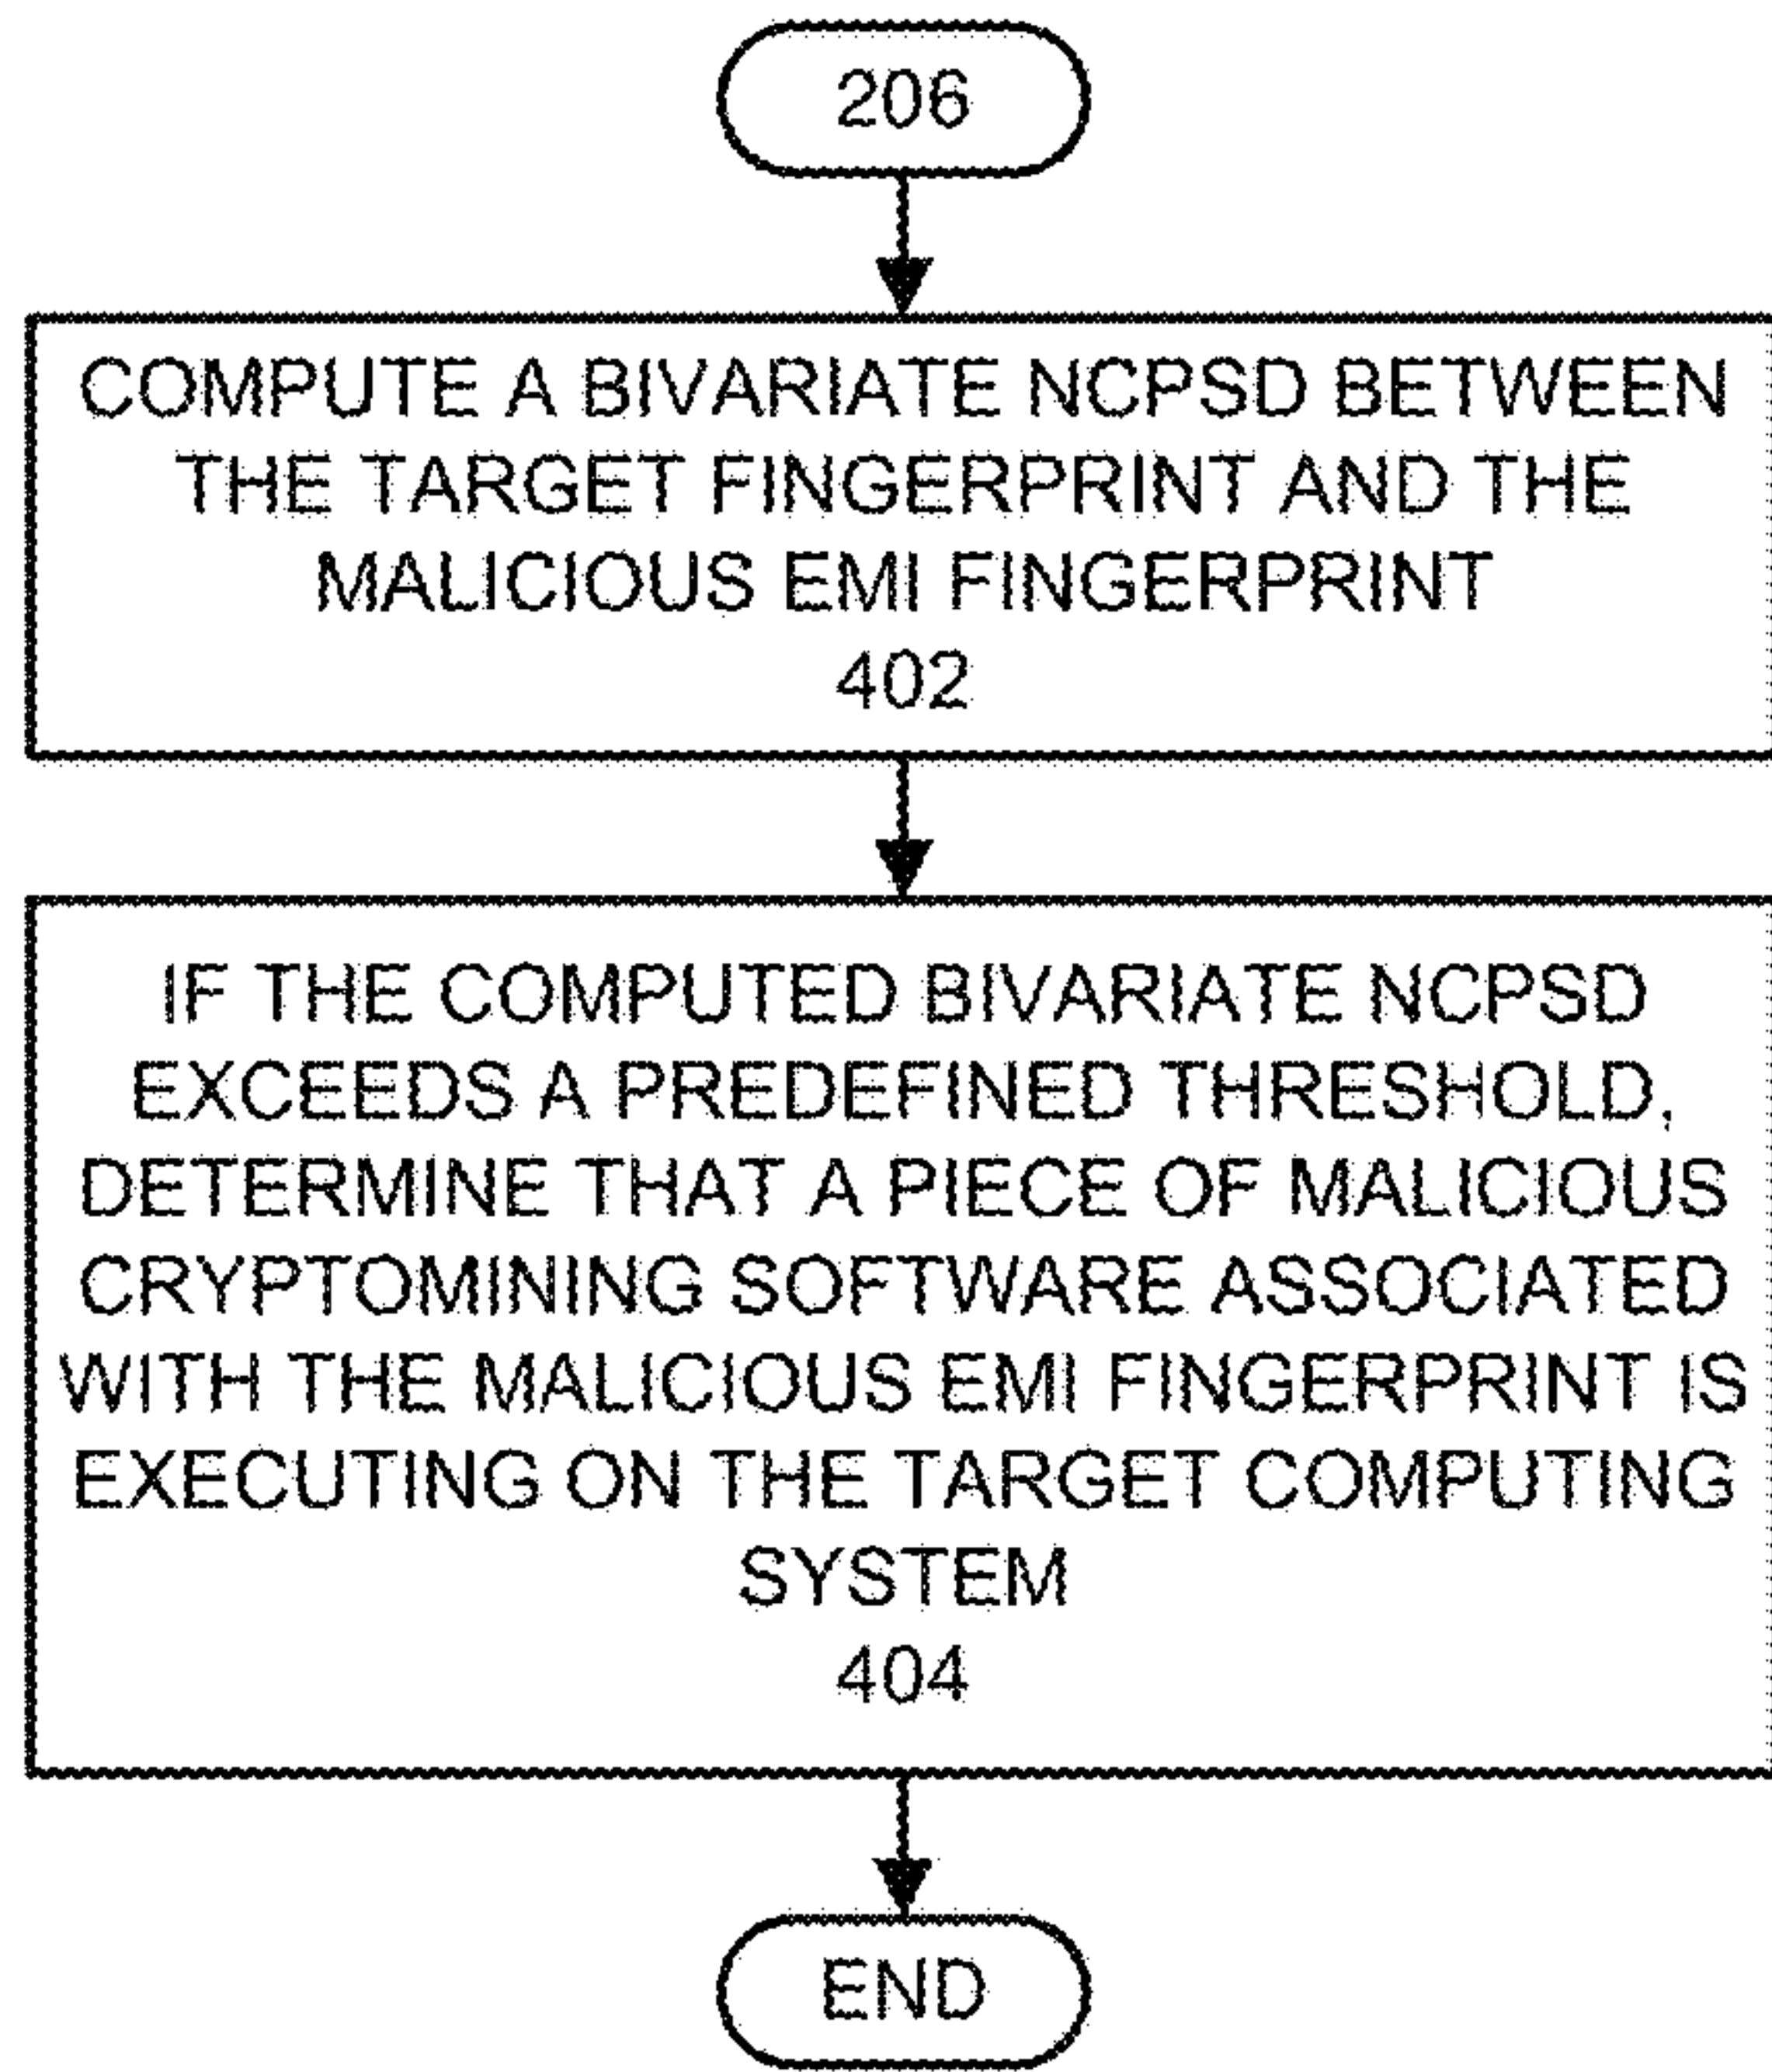 206
COMPUTE A BIVARIATE NCPSD BETWEEN
THE TARGET FINGERPRINT AND THE
MALICIOUS EMI FINGERPRINT
402
IF THE COMPUTED BIVARIATE NCPSD
EXCEEDS A PREDEFINED THRESHOLD,
DETERMINE THAT A PIECE OF MALICIOUS
CRYPTOMINING SOFTWARE ASSOCIATED
WITH THE MALICIOUS EMI FINGERPRINT IS
EXECUTING ON THE TARGET COMPUTING
SYSTEM
404
END